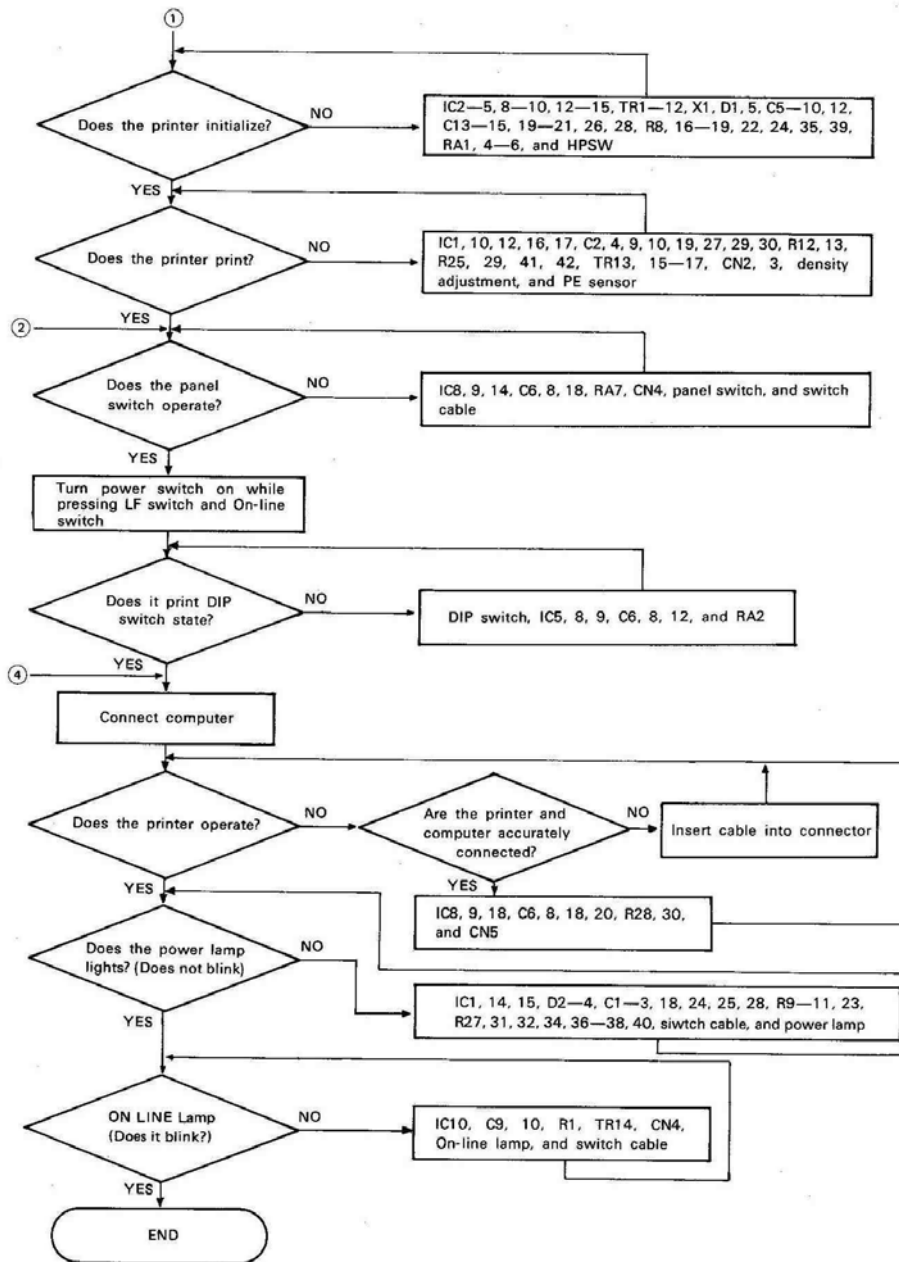 ①
Does the printer initialize?
NO
IC2—5, 8—10, 12—15, TR1—12, X1, D1, 5, C5—10, 12,
C13—15, 19—21, 26, 28, R8, 16—19, 22, 24, 35, 39,
RA1, 4—6, and HPSW
YES
Does the printer print?
NO
IC1, 10, 12, 16, 17, C2, 4, 9, 10, 19, 27, 29, 30, R12, 13,
R25, 29, 41, 42, TR13, 15—17, CN2, 3, density
adjustment, and PE sensor
YES
②
Does the panel
switch operate?
NO
IC8, 9, 14, C6, 8, 18, RA7, CN4, panel switch, and switch
cable
YES
Turn power switch on while
pressing LF switch and On-line
switch
Does it print DIP
switch state?
NO
DIP switch, IC5, 8, 9, C6, 8, 12, and RA2
YES
④
Connect computer
Does the printer operate?
NO
Are the printer and
computer accurately
connected?
NO
Insert cable into connector
YES
YES
IC8, 9, 18, C6, 8, 18, 20, R28, 30,
and CN5
Does the power lamp
lights? (Does not blink)
NO
IC1, 14, 15, D2—4, C1—3, 18, 24, 25, 28, R9—11, 23,
R27, 31, 32, 34, 36—38, 40, siwtch cable, and power lamp
YES
ON LINE Lamp
(Does it blink?)
NO
IC10, C9, 10, R1, TR14, CN4,
On-line lamp, and switch cable
YES
END